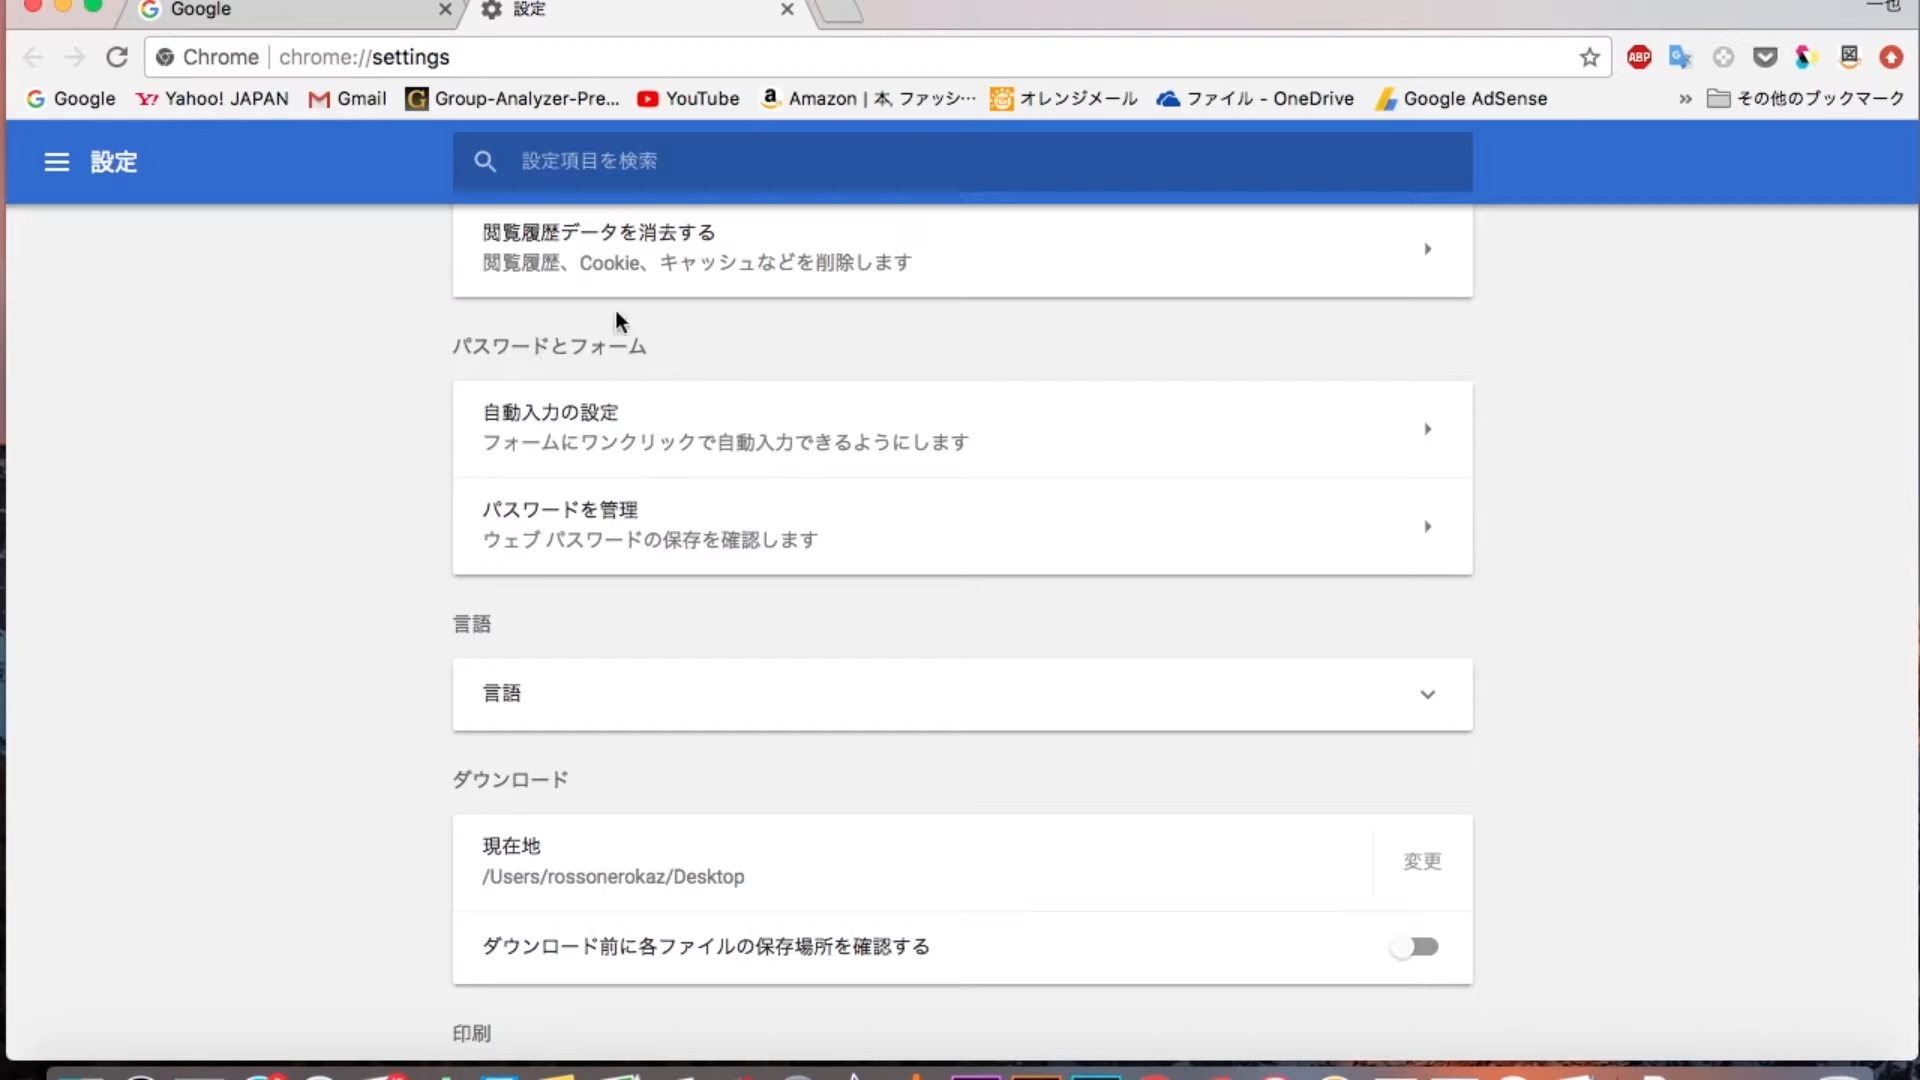 Google
設定
一也
Chrome | chrome://settings
ABP
Google Yahoo! JAPAN Gmail Group-Analyzer-Pre... YouTube Amazon | 本, ファッシ… オレンジメール ファイル - OneDrive Google AdSense » その他のブックマーク
設定
設定項目を検索
閲覧履歴データを消去する
閲覧履歴、Cookie、キャッシュなどを削除します
パスワードとフォーム
自動入力の設定
フォームにワンクリックで自動入力できるようにします
パスワードを管理
ウェブ パスワードの保存を確認します
言語
言語
ダウンロード
現在地
/Users/rossonerokaz/Desktop
変更
ダウンロード前に各ファイルの保存場所を確認する
印刷